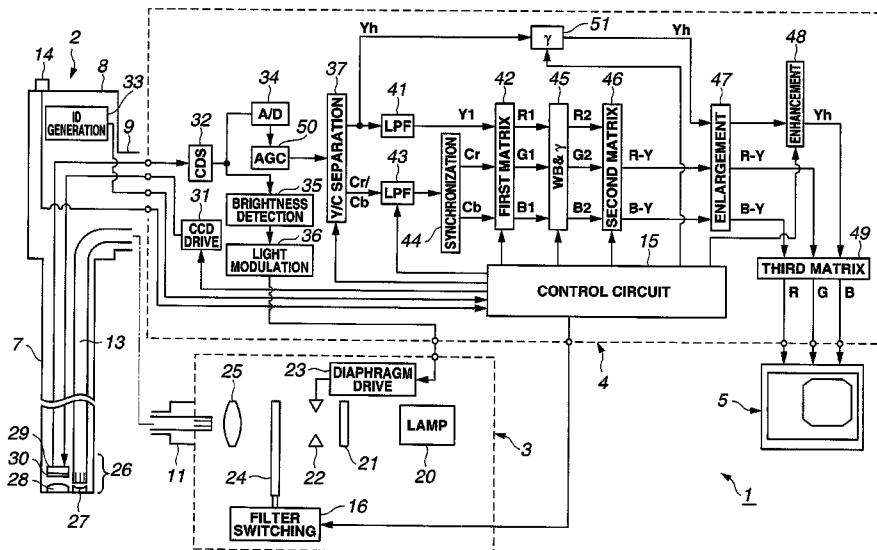 51
Yh
γ
Yh
48
2
34
37
41
42
45
46
47
ENHANCEMENT
14
8
33
32
A/D
Yh
ID
GENERATION
9
CDS
50
AGC
Y/C SEPARATION
LPF
Y1
FIRST MATRIX
R1
WB& γ
R2
SECOND MATRIX
ENLARGEMENT
43
Cr
G1
G2
R-Y
R-Y
31
35
Cr/
Cb
LPF
SYNCHRONIZATION
BRIGHTNESS
DETECTION
Cb
B1
B2
B-Y
B-Y
CCD
DRIVE
36
44
LIGHT
MODULATION
15
49
CONTROL CIRCUIT
THIRD MATRIX
R
G
B
7
13
23
DIAPHRAGM
DRIVE
4
25
5
LAMP
3
29
30
28
26
11
24
22
21
20
1
27
16
FILTER
SWITCHING